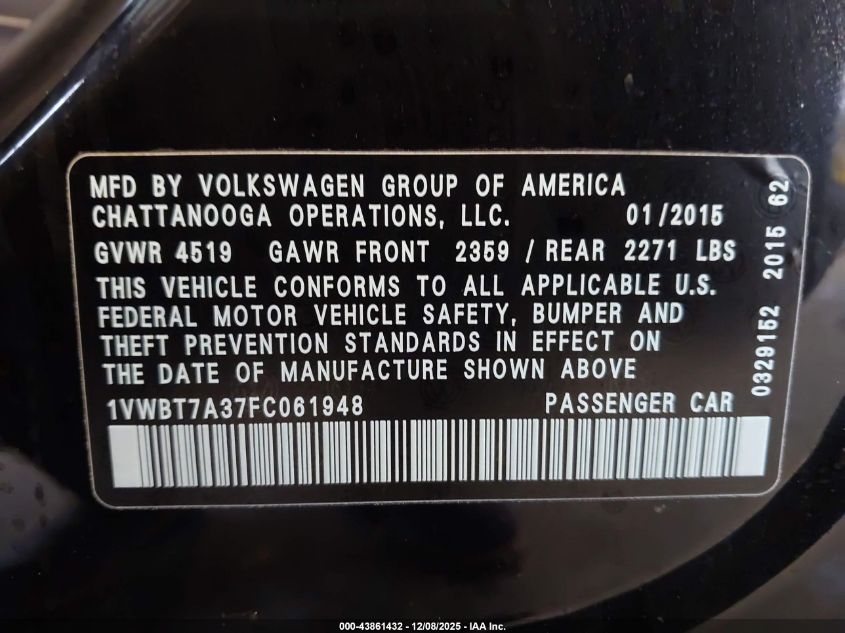 MFD BY VOLKSWAGEN GROUP OF AMERICA
CHATTANOOGA OPERATIONS, LLC. 01/2015
GVWR 4519 GAWR FRONT 2359 / REAR 2271 LBS
THIS VEHICLE CONFORMS TO ALL APPLICABLE U.S.
FEDERAL MOTOR VEHICLE SAFETY, BUMPER AND
THEFT PREVENTION STANDARDS IN EFFECT ON
THE DATE OF MANUFACTURE SHOWN ABOVE
1VWBT7A37FC061948 PASSENGER CAR
0329152 2015 62
000-43861432 - 12/08/2025 - IAA Inc.